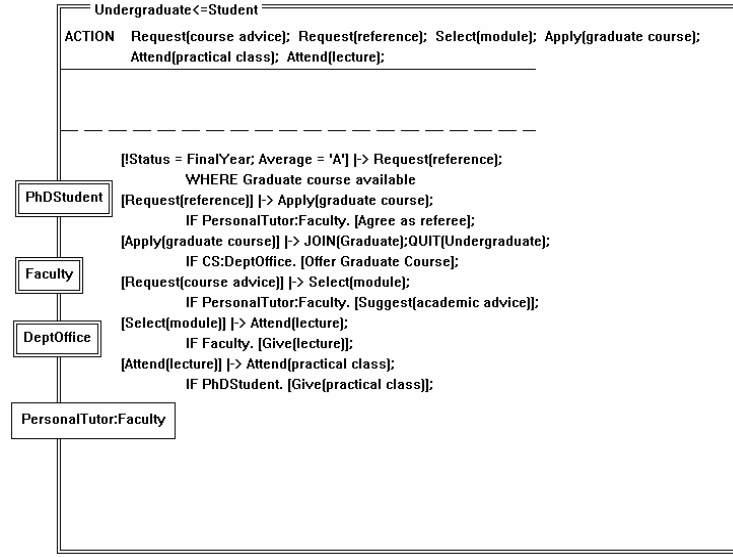 Undergraduate<=Student
ACTION Request(course advice); Request(reference); Select(module); Apply(graduate course);
Attend(practical class); Attend(lecture);
[!Status = FinalYear; Average = 'A'] |-> Request(reference);
WHERE Graduate course available
PhDStudent
[Request(reference)] |-> Apply(graduate course);
IF PersonalTutor:Faculty. [Agree as referee];
[Apply(graduate course)] |-> JOIN(Graduate);QUIT(Undergraduate);
IF CS:DeptOffice. [Offer Graduate Course];
Faculty
[Request(course advice)] |-> Select(module);
IF PersonalTutor:Faculty. [Suggest(academic advice)];
[Select(module)] |-> Attend(lecture);
DeptOffice
IF Faculty. [Give(lecture)];
[Attend(lecture)] |-> Attend(practical class);
IF PhDStudent. [Give(practical class)];
PersonalTutor:Faculty